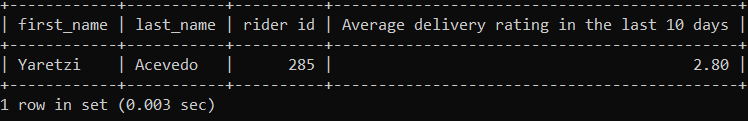 +------------+-----------+----------+-------------------------------------------------+
| first_name | last_name | rider id | Average delivery rating in the last 10 days |
+------------+-----------+----------+---------------------------------------------+
| Yaretzi    | Acevedo   |      285 |                                        2.80 |
+------------+-----------+----------+---------------------------------------------+
1 row in set (0.003 sec)